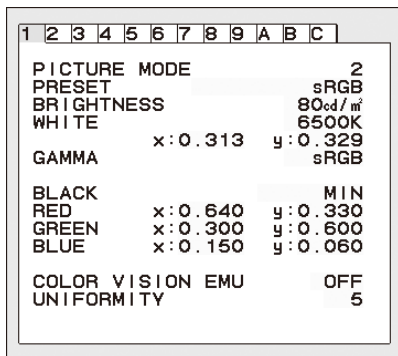 1 2 3 4 5 6 7 8 9 A B C
PICTURE MODE 2
PRESET sRGB
BRIGHTNESS 80cd/㎡
WHITE 6500K
x:0.313 y:0.329
GAMMA sRGB
BLACK MIN
RED x:0.640 y:0.330
GREEN x:0.300 y:0.600
BLUE x:0.150 y:0.060
COLOR VISION EMU OFF
UNIFORMITY 5